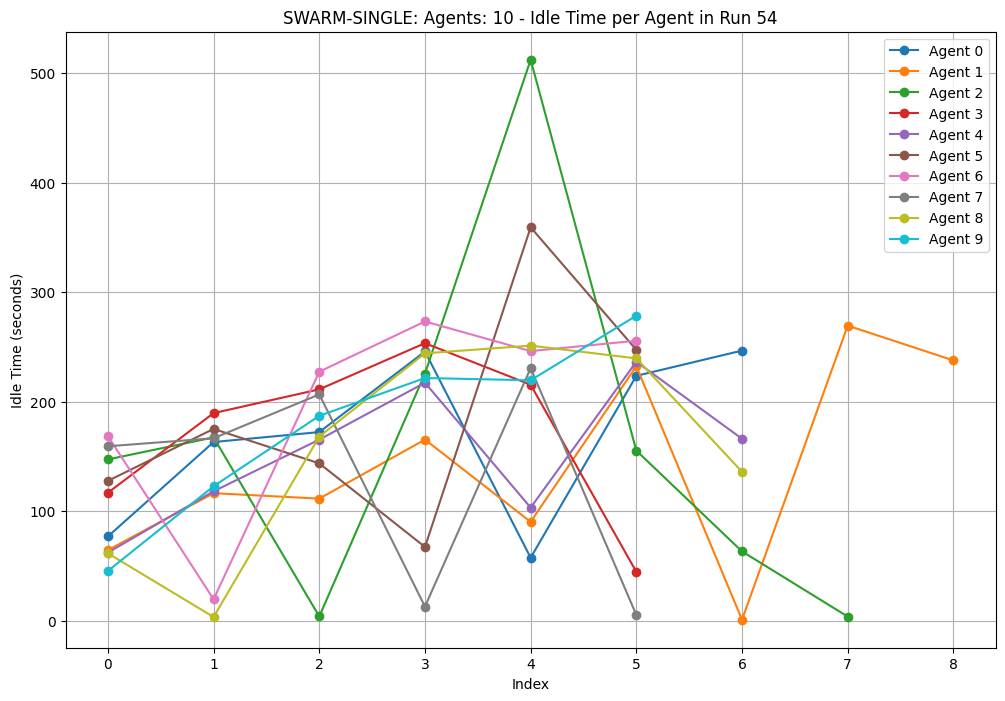 SWARM-SINGLE: Agents: 10 - Idle Time per Agent in Run 54
Idle Time (seconds)
500
400
300
200
100
0
0 1 2 3 4 5 6 7 8
Index
Agent 0
Agent 1
Agent 2
Agent 3
Agent 4
Agent 5
Agent 6
Agent 7
Agent 8
Agent 9